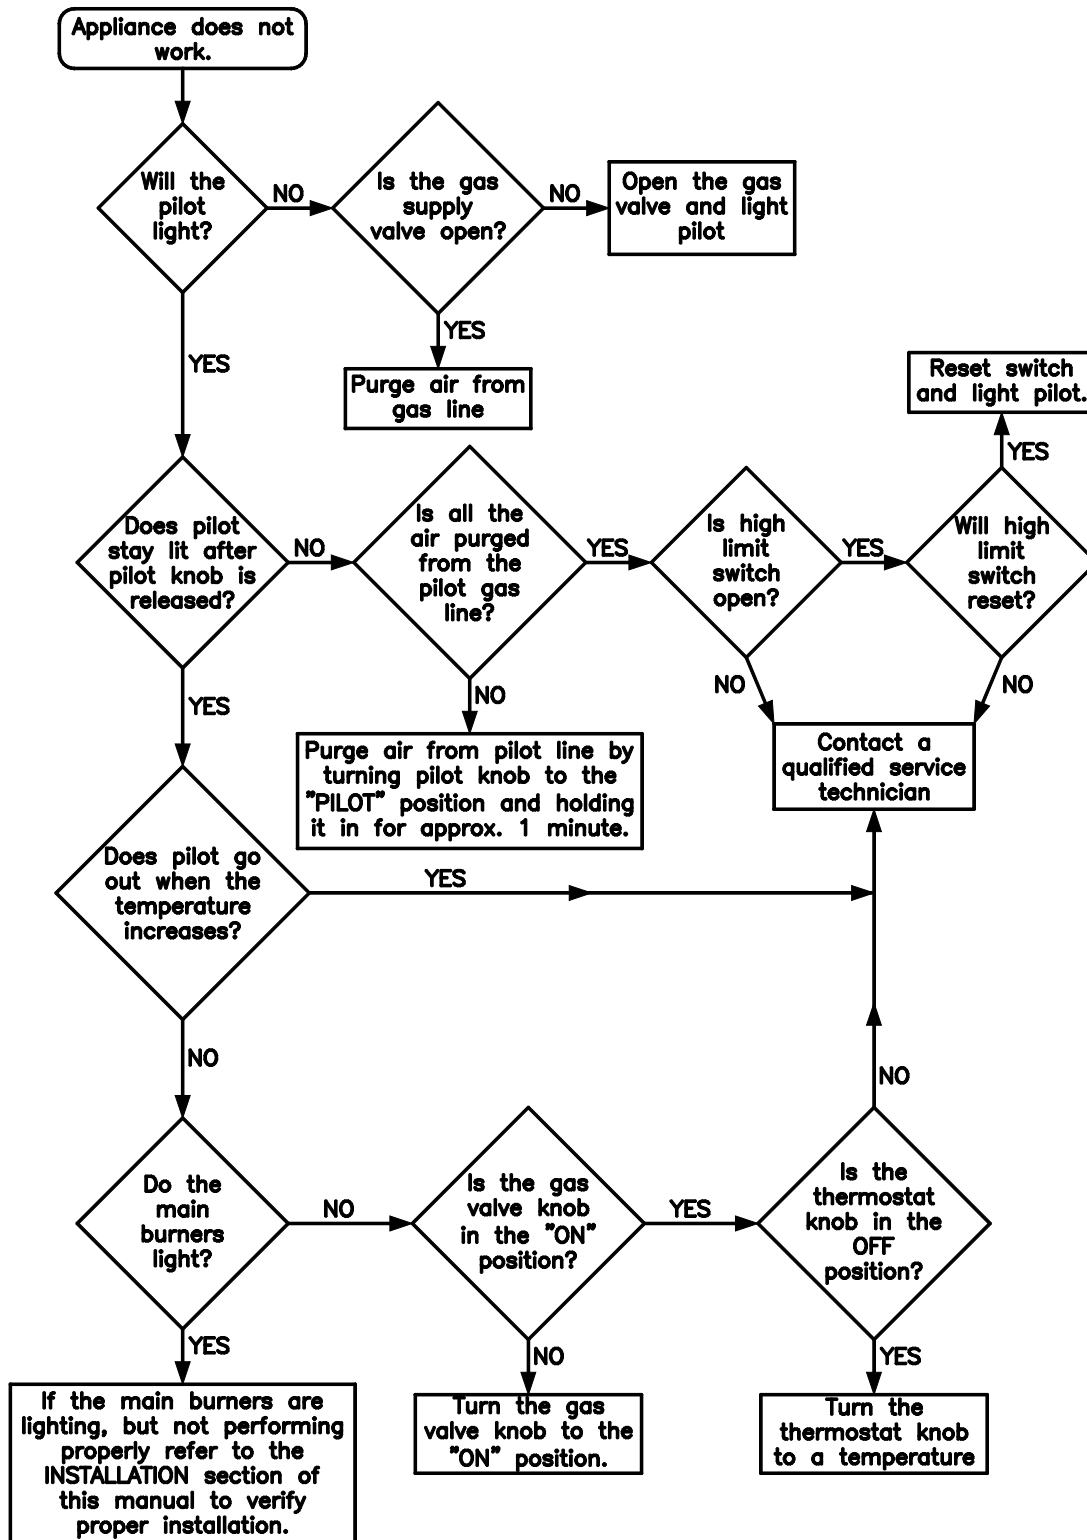 Appliance does not
work.
Will the
pilot
light?
NO
Is the gas
supply
valve open?
NO
Open the gas
valve and light
pilot
YES
Purge air from
gas line
YES
Does pilot
stay lit after
pilot knob is
released?
NO
Is all the
air purged
from the
pilot gas
line?
YES
Is high
limit
switch
open?
YES
Will high
limit
switch
reset?
YES
Reset switch
and light pilot.
NO
NO
Contact a
qualified service
technician
NO
Purge air from pilot line by
turning pilot knob to the
"PILOT" position and holding
it in for approx. 1 minute.
YES
Does pilot go
out when the
temperature
increases?
YES
NO
Do the
main
burners
light?
NO
Is the gas
valve knob
in the "ON"
position?
YES
Is the
thermostat
knob in the
OFF
position?
NO
YES
If the main burners are
lighting, but not performing
properly refer to the
INSTALLATION section of
this manual to verify
proper installation.
NO
Turn the gas
valve knob to the
"ON" position.
YES
Turn the
thermostat knob
to a temperature